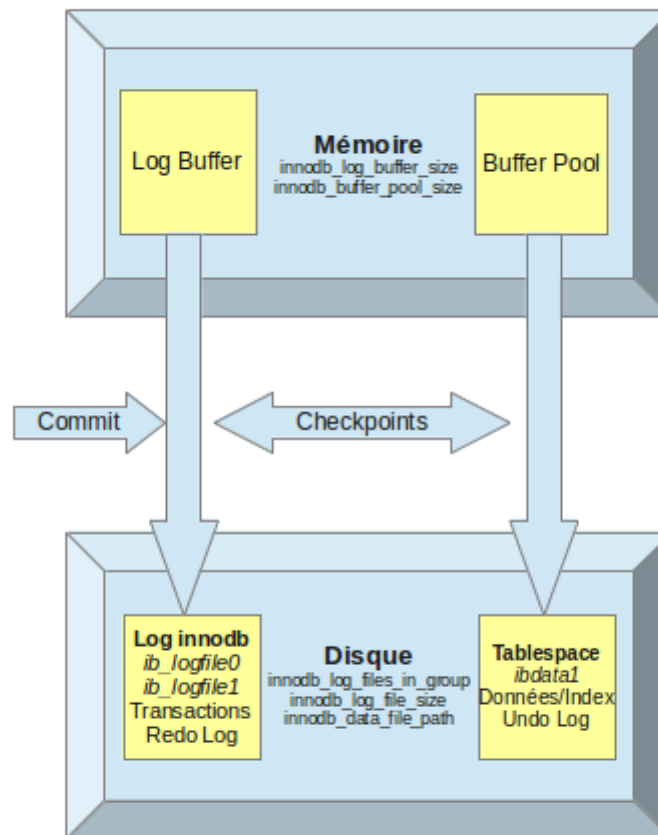 Log Buffer
Mémoire
innodb_log_buffer_size
innodb_buffer_pool_size
Buffer Pool
Commit
Checkpoints
Log innodb
ib_logfile0
ib_logfile1
Transactions
Redo Log
Disque
innodb_log_files_in_group
innodb_log_file_size
innodb_data_file_path
Tablespace
ibdata1
Données/Index
Undo Log